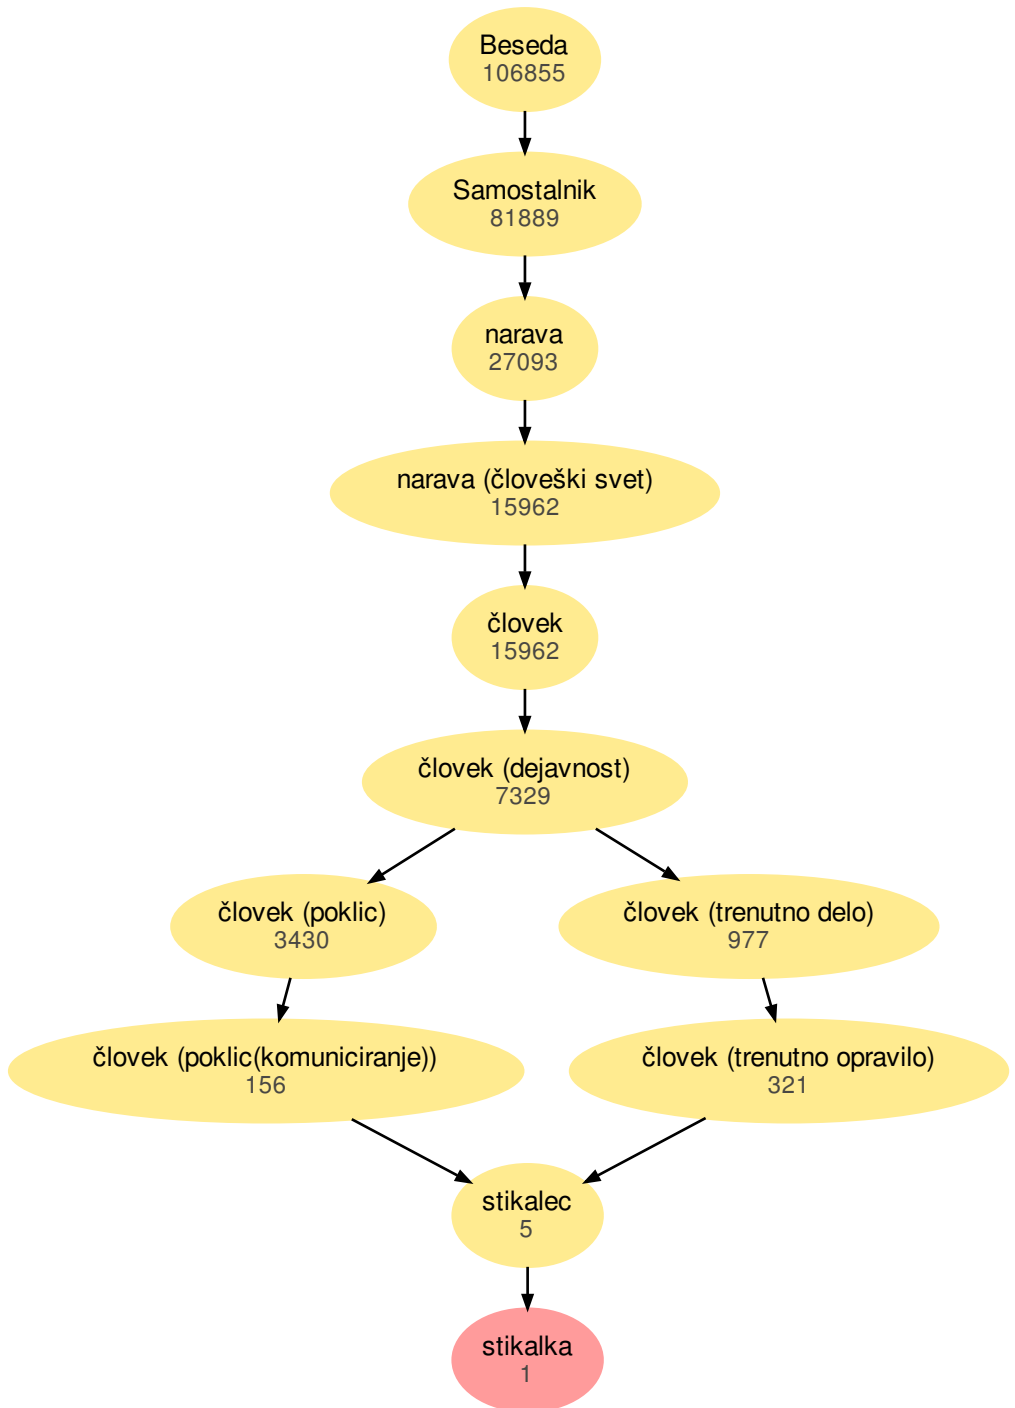 Beseda
106855
Samostalnik
81889
narava
27093
narava (človeški svet)
15962
človek
15962
človek (dejavnost)
7329
človek (poklic)
3430
človek (trenutno delo)
977
človek (poklic(komuniciranje))
156
človek (trenutno opravilo)
321
stikalec
5
stikalka
1